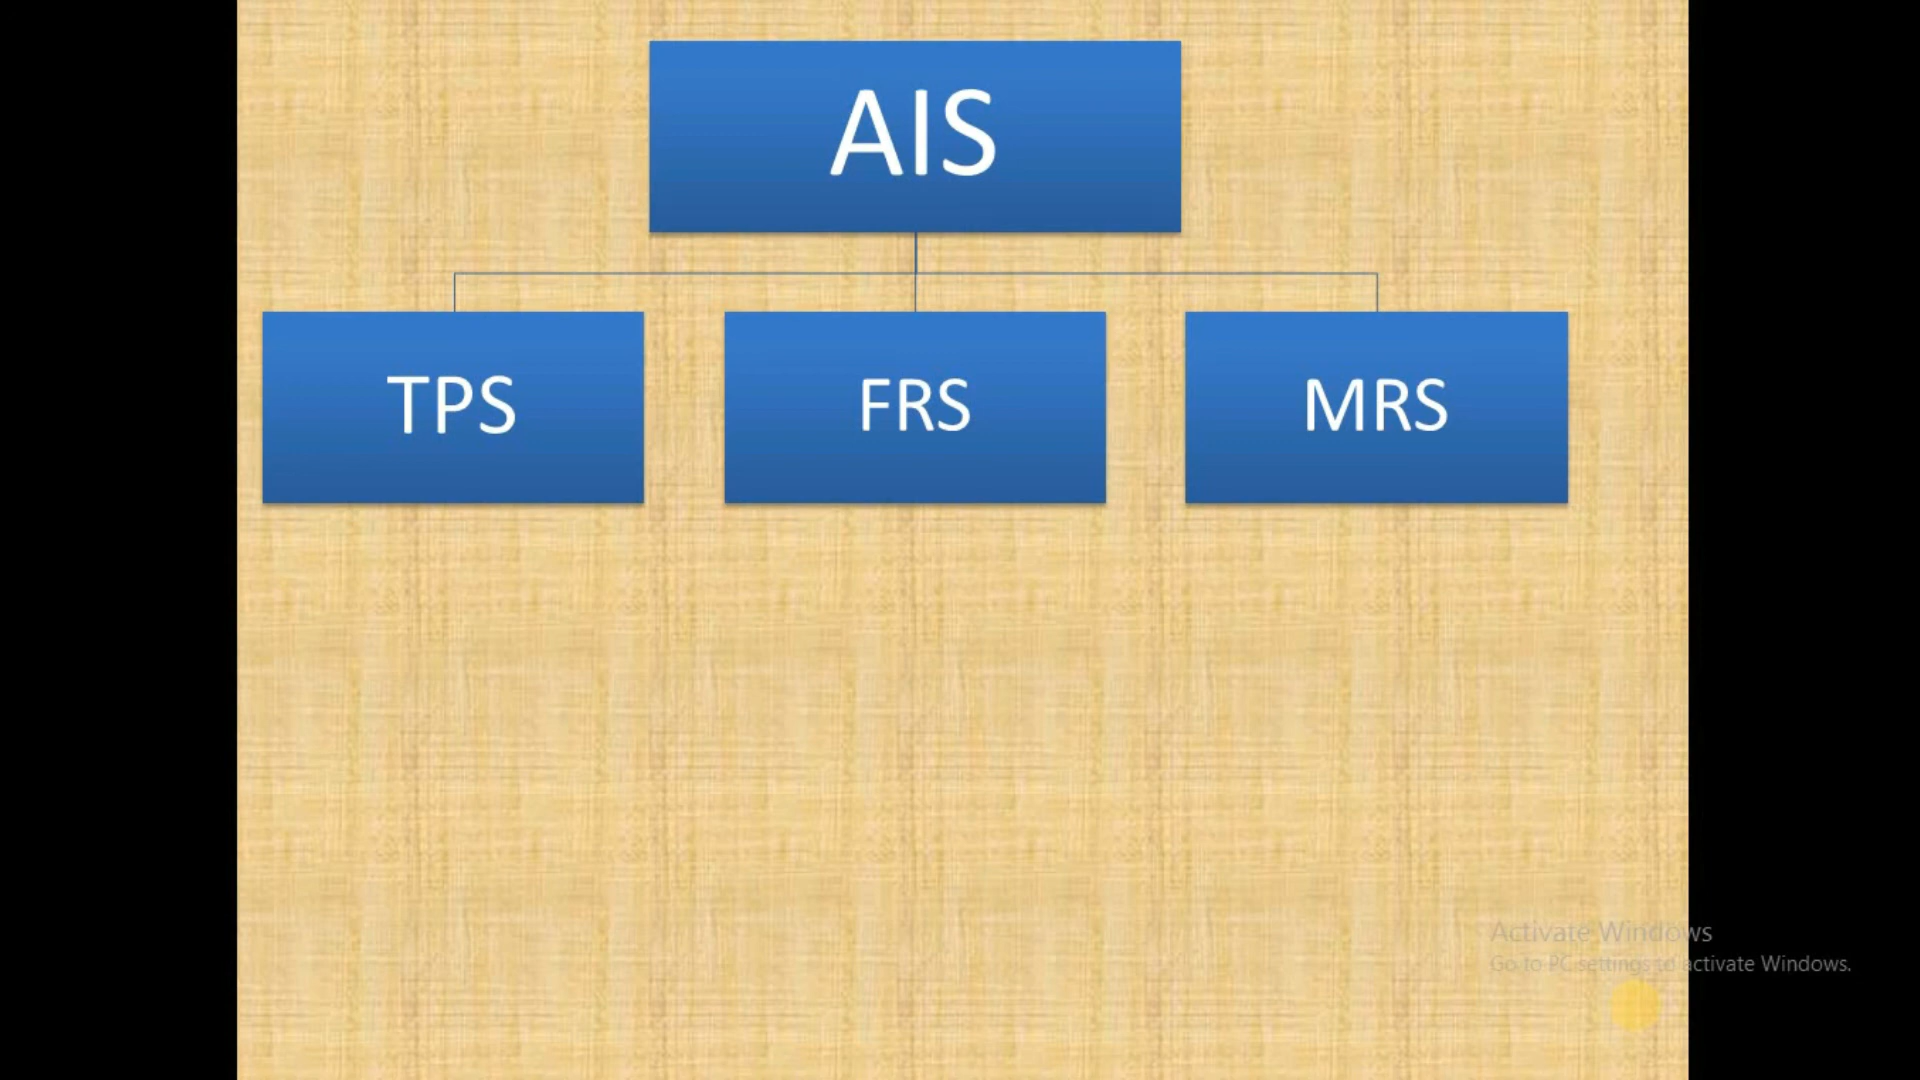 AIS
TPS
FRS
MRS
Activate Windows
Go to PC settings to activate Windows.